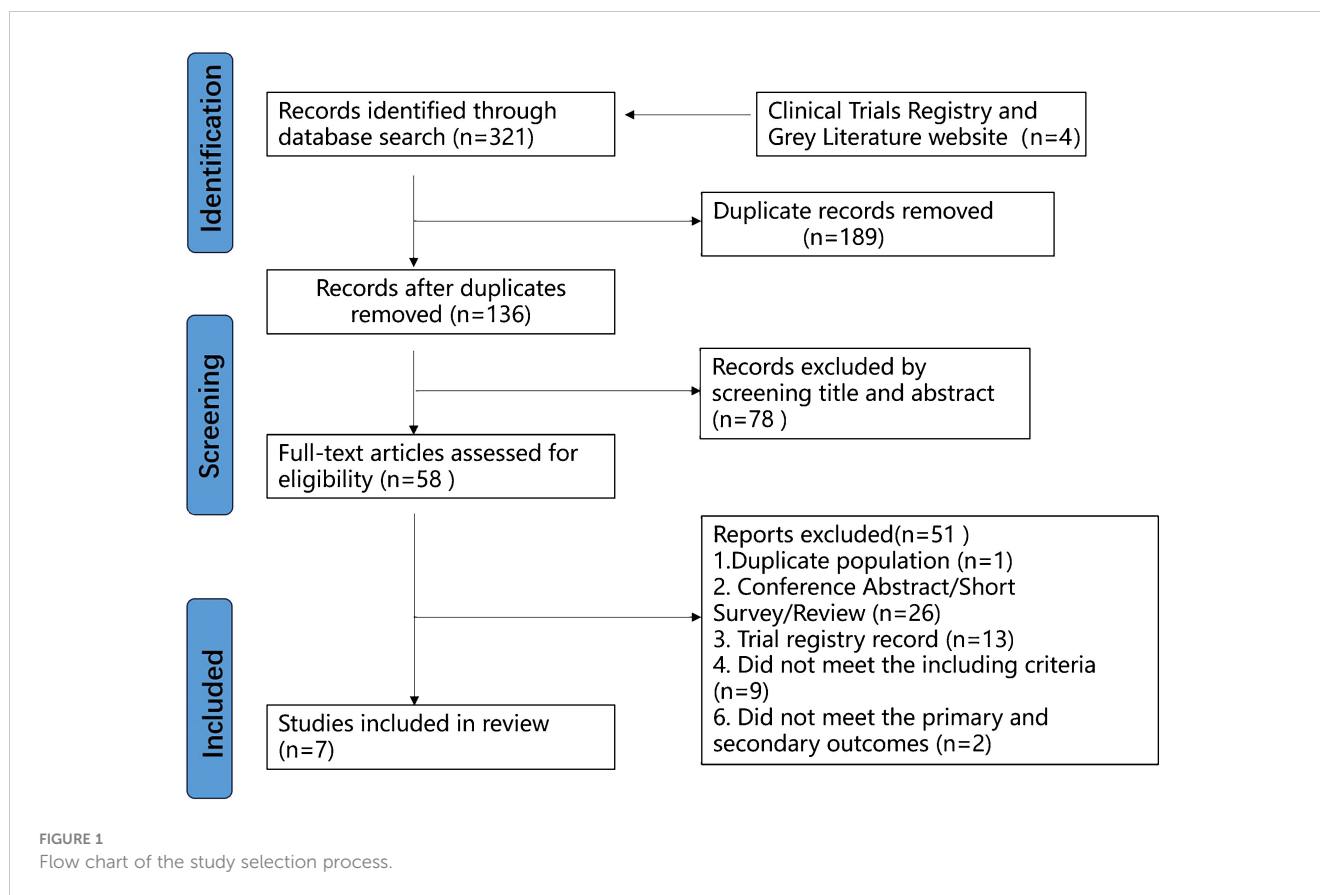 Identification
Records identified through
database search (n=321)
Clinical Trials Registry and
Grey Literature website (n=4)
Duplicate records removed
(n=189)
Records after duplicates
removed (n=136)
Screening
Records excluded by
screening title and abstract
(n=78 )
Full-text articles assessed for
eligibility (n=58 )
Reports excluded(n=51 )
1.Duplicate population (n=1)
2. Conference Abstract/Short
Survey/Review (n=26)
3. Trial registry record (n=13)
4. Did not meet the including criteria
(n=9)
6. Did not meet the primary and
secondary outcomes (n=2)
Included
Studies included in review
(n=7)
FIGURE 1
Flow chart of the study selection process.